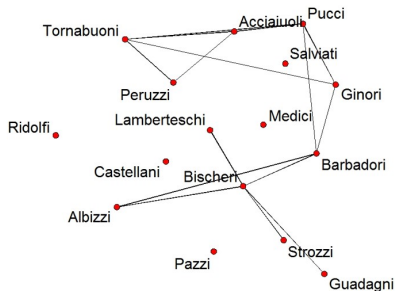 Pucci
Acciaiuoli
Tornabuoni
Salviati
Peruzzi
Ginori
Lamberteschi
Medici
Ridolfi
Castellani
Barbadori
Bischeri
Albizzi
Strozzi
Pazzi
Guadagni